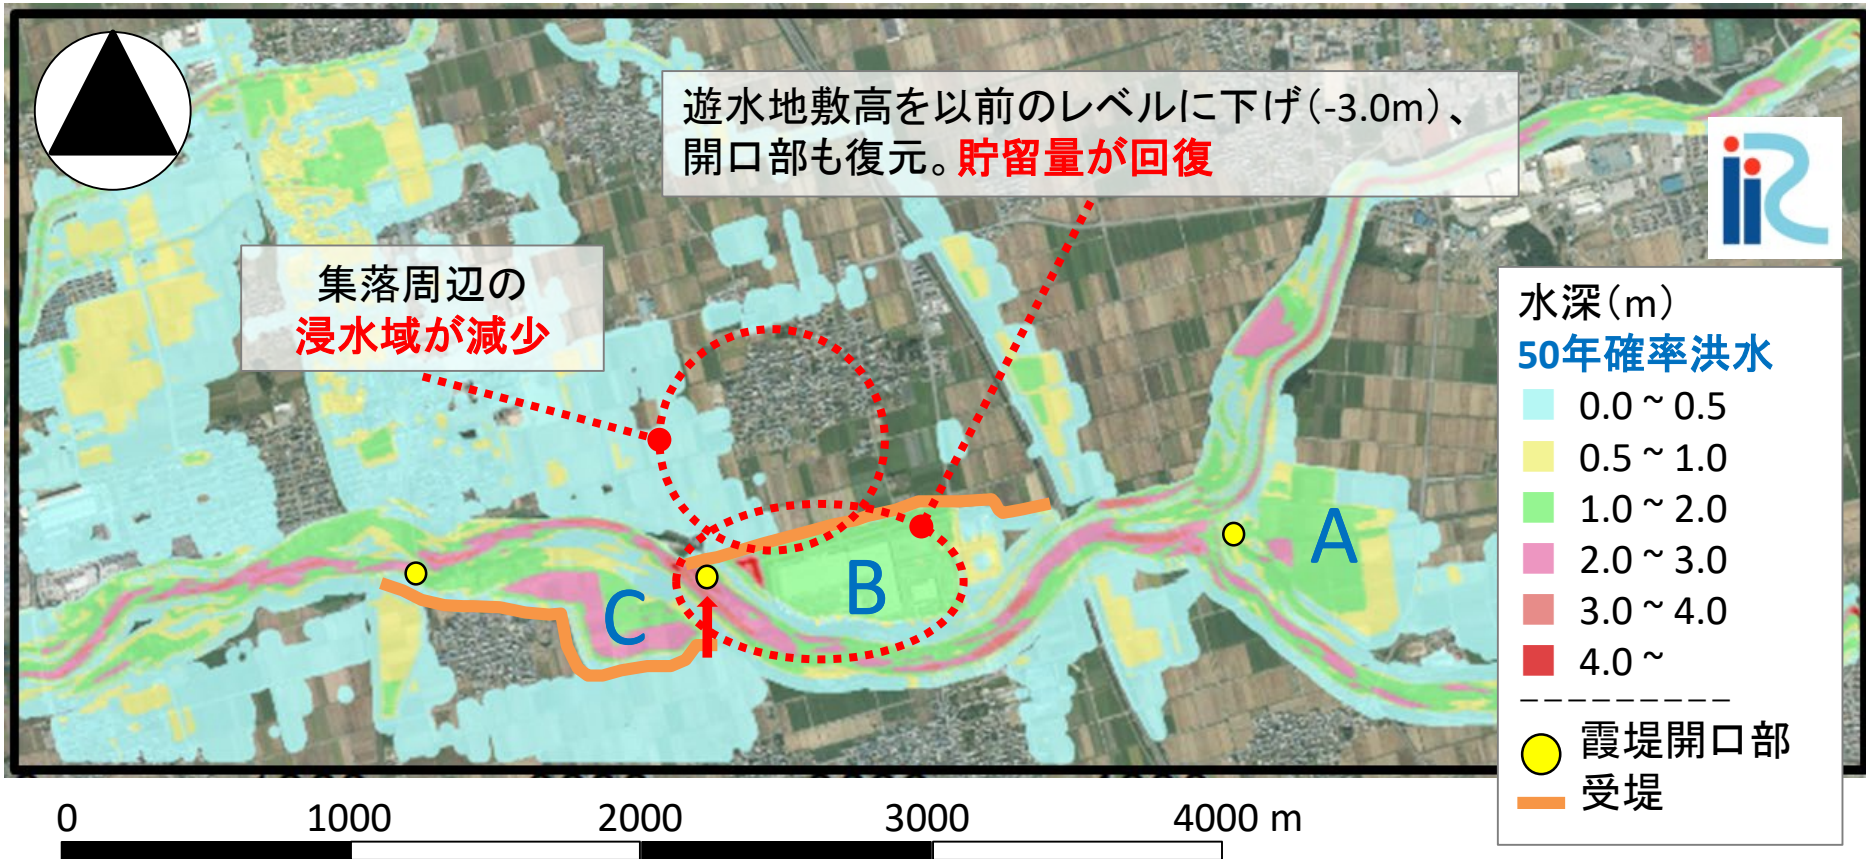 遊水地敷高を以前のレベルに下げ(-3.0m)、
開口部も復元。貯留量が回復
集落周辺の
浸水域が減少
iRIC
水深(m)
50年確率洪水
0.0 ~ 0.5
0.5 ~ 1.0
1.0 ~ 2.0
2.0 ~ 3.0
3.0 ~ 4.0
4.0 ~
霞堤開口部
受堤
A
B
C
0 1000 2000 3000 4000 m